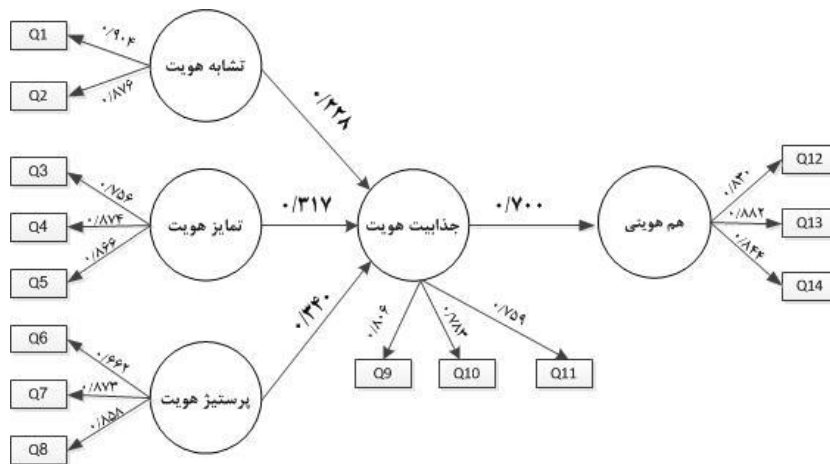 Q1
۰/۹۰۴
Q2
۰/۸۷۶
تشابه هویت
۰/۲۲۸
Q3
۰/۷۵۶
Q4
۰/۸۷۴
Q5
۰/۸۶۶
تمایز هویت
۰/۳۱۷
Q6
۰/۶۶۲
Q7
۰/۸۷۳
Q8
۰/۸۵۸
پرستیژ هویت
۰/۳۴۰
جذابیت هویت
۰/۸۰۶
Q9
۰/۷۸۳
Q10
۰/۷۵۹
Q11
۰/۷۰۰
هم هویتی
۰/۸۳۰
Q12
۰/۸۸۲
Q13
۰/۸۴۴
Q14